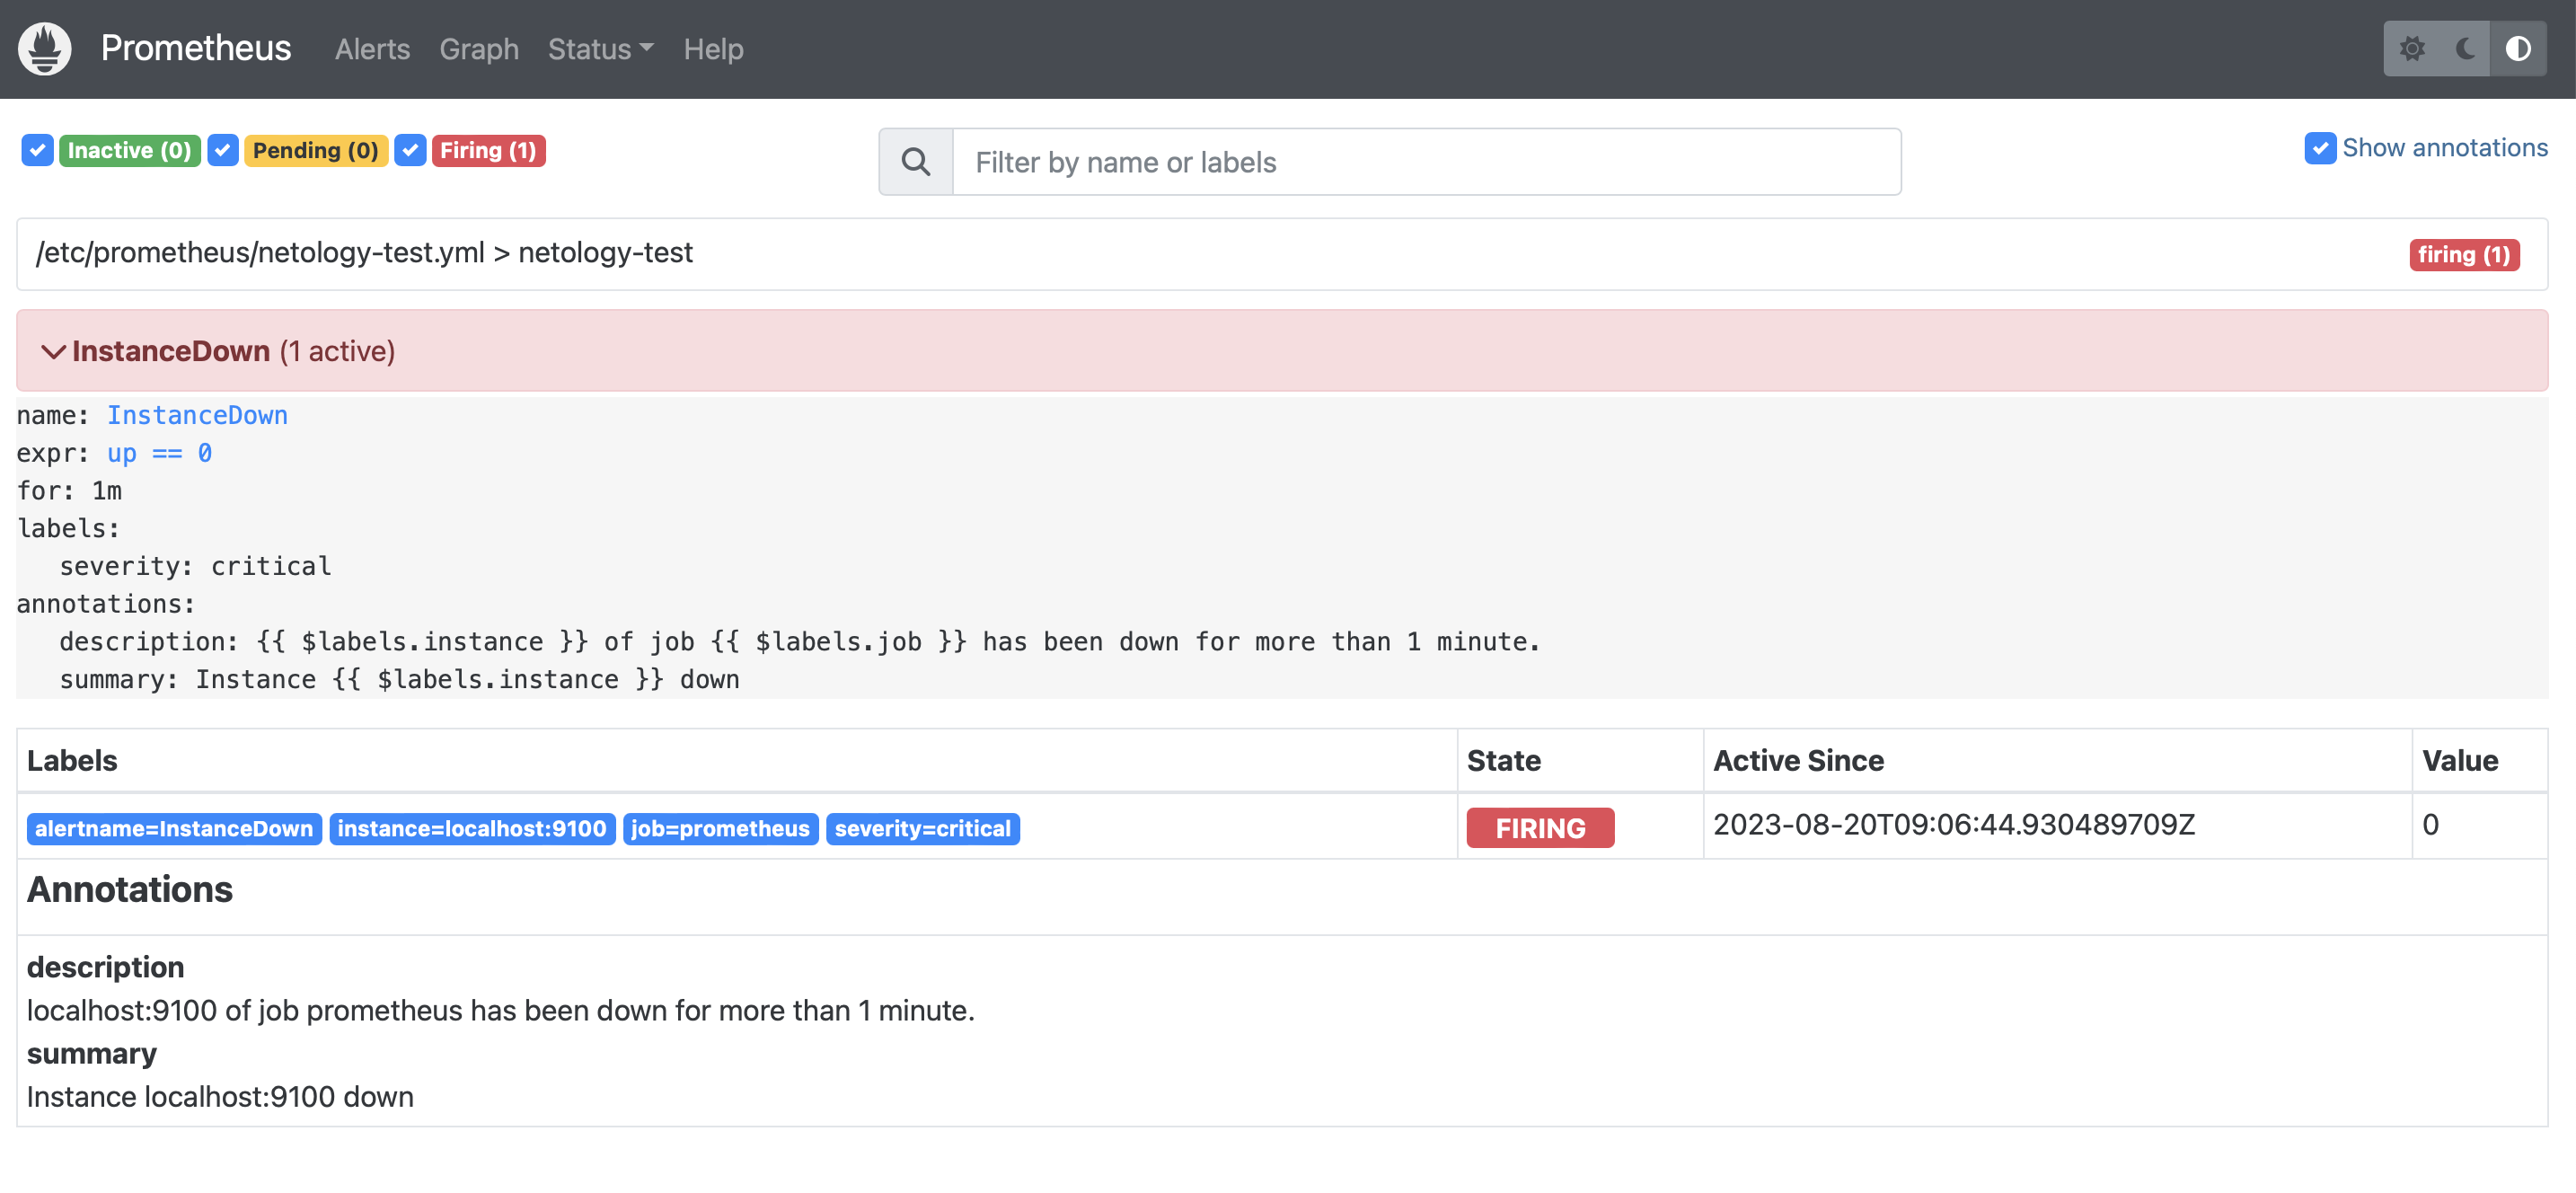 Prometheus Alerts Graph Status Help
Inactive (0) Pending (0) Firing (1) Filter by name or labels Show annotations
/etc/prometheus/netology-test.yml > netology-test firing (1)
InstanceDown (1 active)
name: InstanceDown
expr: up == 0
for: 1m
labels:
severity: critical
annotations:
description: {{ $labels.instance }} of job {{ $labels.job }} has been down for more than 1 minute.
summary: Instance {{ $labels.instance }} down
Labels State Active Since Value
alertname=InstanceDown instance=localhost:9100 job=prometheus severity=critical FIRING 2023-08-20T09:06:44.930489709Z 0
Annotations
description
localhost:9100 of job prometheus has been down for more than 1 minute.
summary
Instance localhost:9100 down